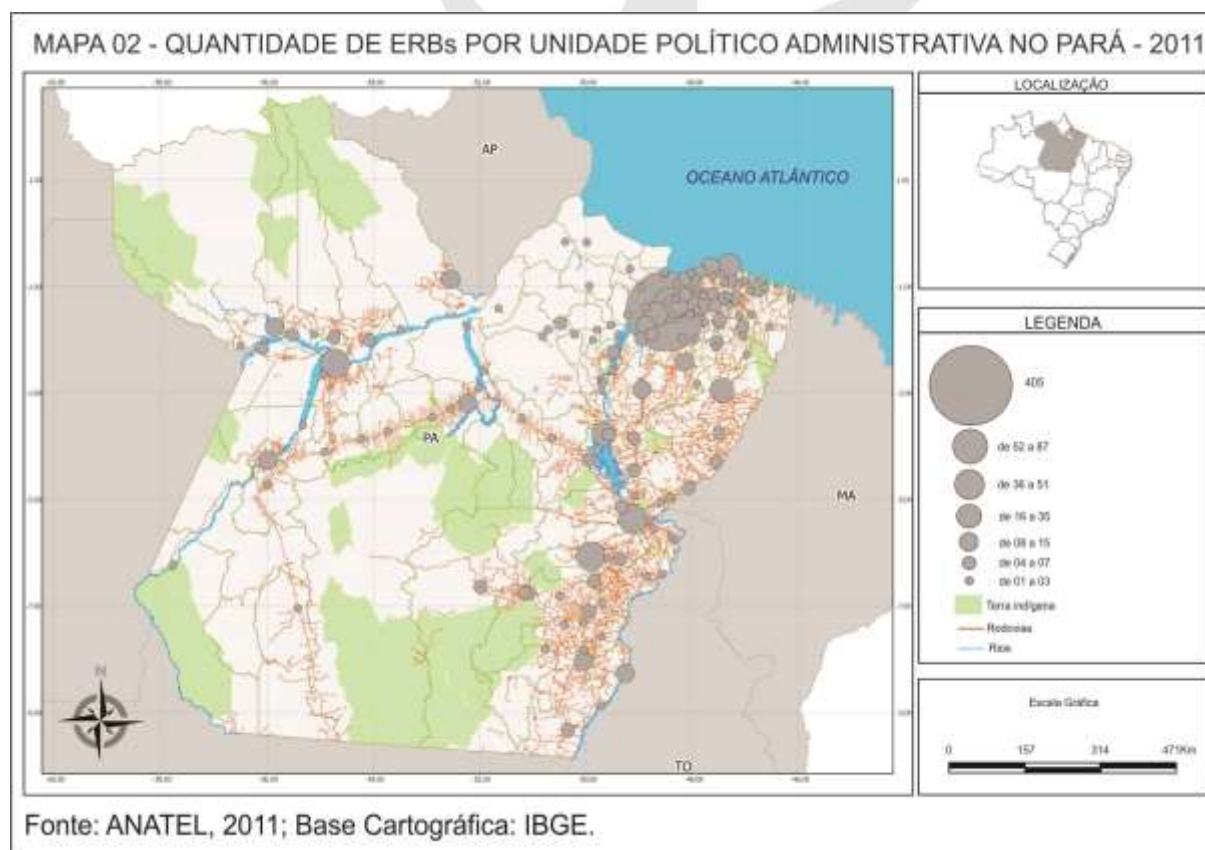 MAPA 02 - QUANTIDADE DE ERBs POR UNIDADE POLÍTICO ADMINISTRATIVA NO PARÁ - 2011
LOCALIZAÇÃO
AP
OCEANO ATLÂNTICO
PA
MA
TO
N
LEGENDA
405
de 52 a 87
de 36 a 51
de 16 a 35
de 08 a 15
de 04 a 07
de 01 a 03
Terra indígena
Rodovias
Rios
Escala Gráfica
0 157 314 471Km
Fonte: ANATEL, 2011; Base Cartográfica: IBGE.